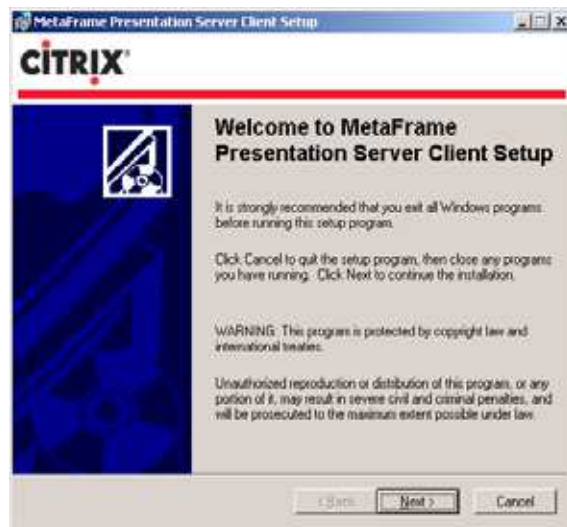 MetaFrame Presentation Server Client Setup
CİTRIX®
Welcome to MetaFrame
Presentation Server Client Setup
It is strongly recommended that you exit all Windows programs
before running this setup program.
Click Cancel to quit the setup program, then close any programs
you have running. Click Next to continue the installation.
WARNING: This program is protected by copyright law and
international treaties.
Unauthorized reproduction or distribution of this program, or any
portion of it, may result in severe civil and criminal penalties, and
will be prosecuted to the maximum extent possible under law.
< Back Next > Cancel